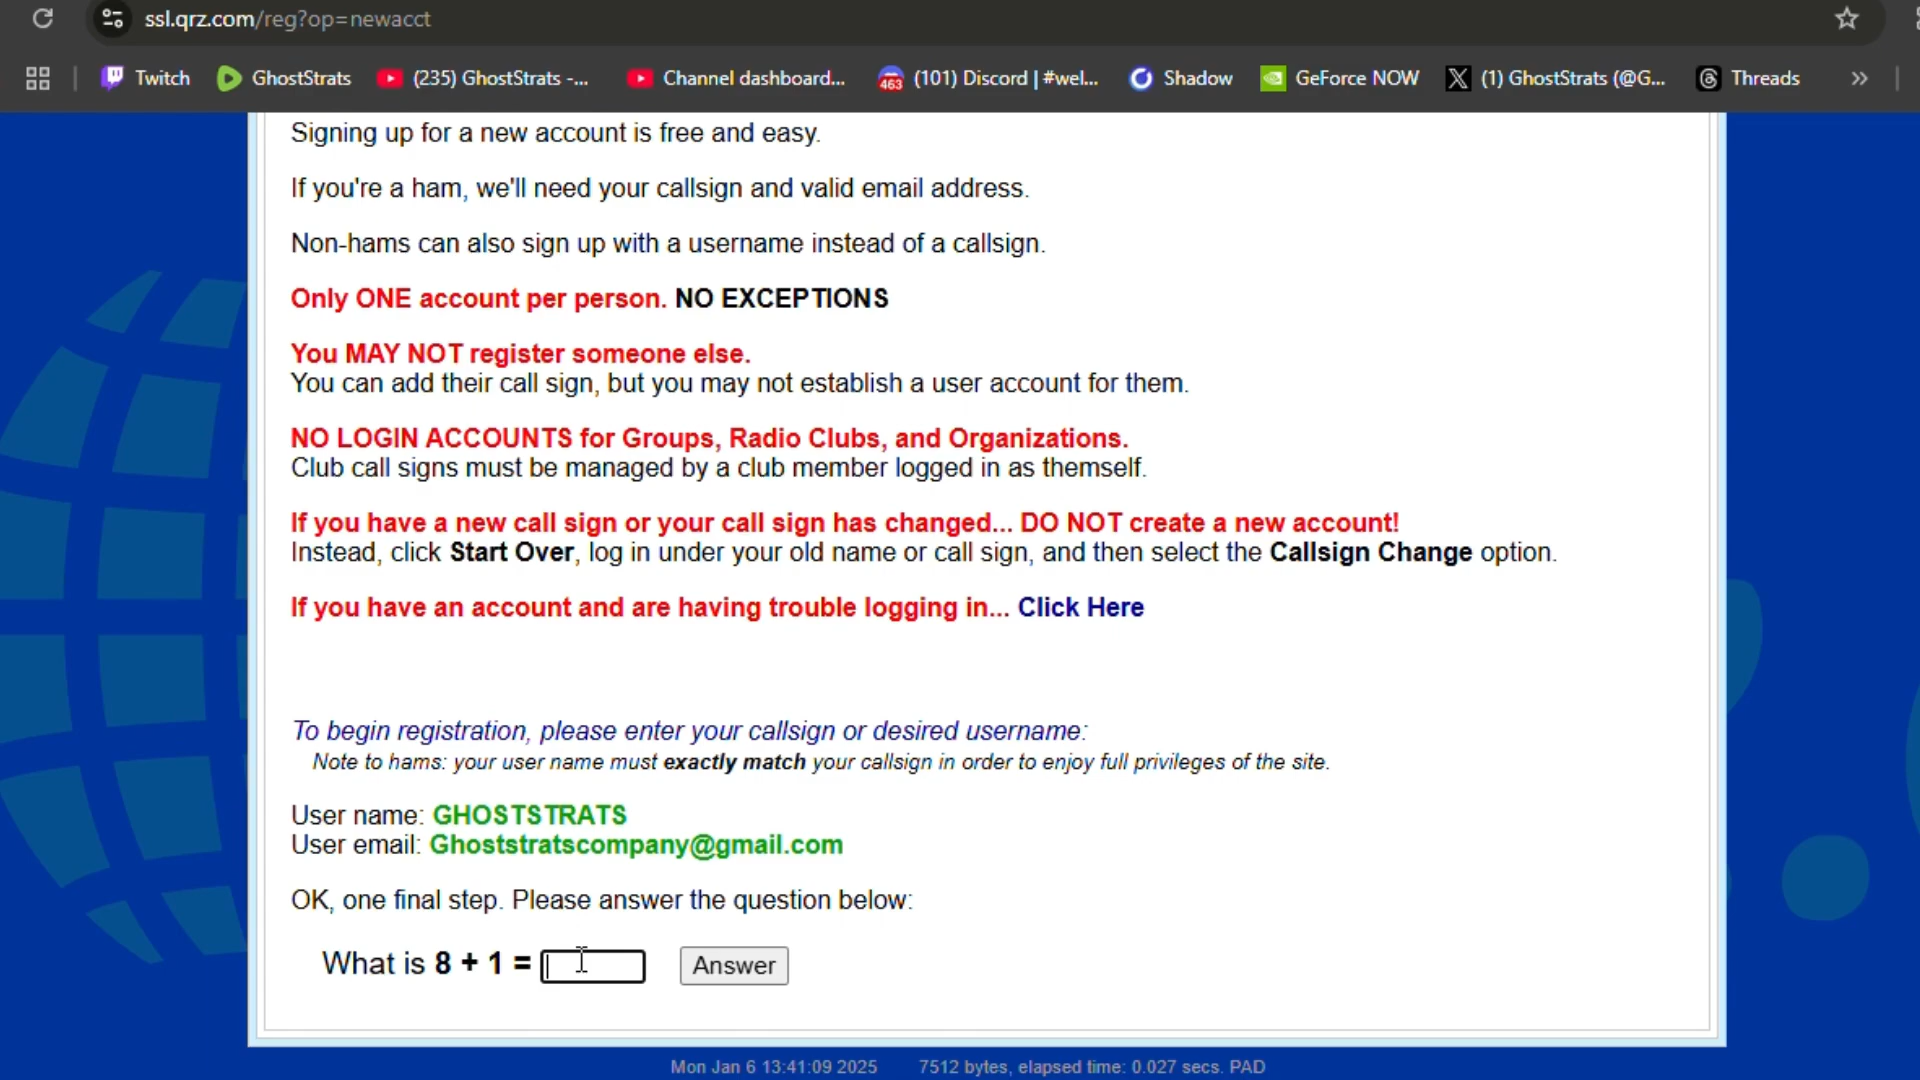 ssl.qrz.com/reg?op=newacct
Twitch GhostStrats (235) GhostStrats -... Channel dashboard... 463 (101) Discord | #wel... Shadow GeForce NOW (1) GhostStrats (@G... Threads »
Signing up for a new account is free and easy.
If you're a ham, we'll need your callsign and valid email address.
Non-hams can also sign up with a username instead of a callsign.
Only ONE account per person. NO EXCEPTIONS
You MAY NOT register someone else.
You can add their call sign, but you may not establish a user account for them.
NO LOGIN ACCOUNTS for Groups, Radio Clubs, and Organizations.
Club call signs must be managed by a club member logged in as themself.
If you have a new call sign or your call sign has changed... DO NOT create a new account!
Instead, click Start Over, log in under your old name or call sign, and then select the Callsign Change option.
If you have an account and are having trouble logging in... Click Here
To begin registration, please enter your callsign or desired username:
Note to hams: your user name must exactly match your callsign in order to enjoy full privileges of the site.
User name: GHOSTSTRATS
User email: Ghoststratscompany@gmail.com
OK, one final step. Please answer the question below:
What is 8 + 1 = Answer
Mon Jan 6 13:41:09 2025 7512 bytes, elapsed time: 0.027 secs. PAD